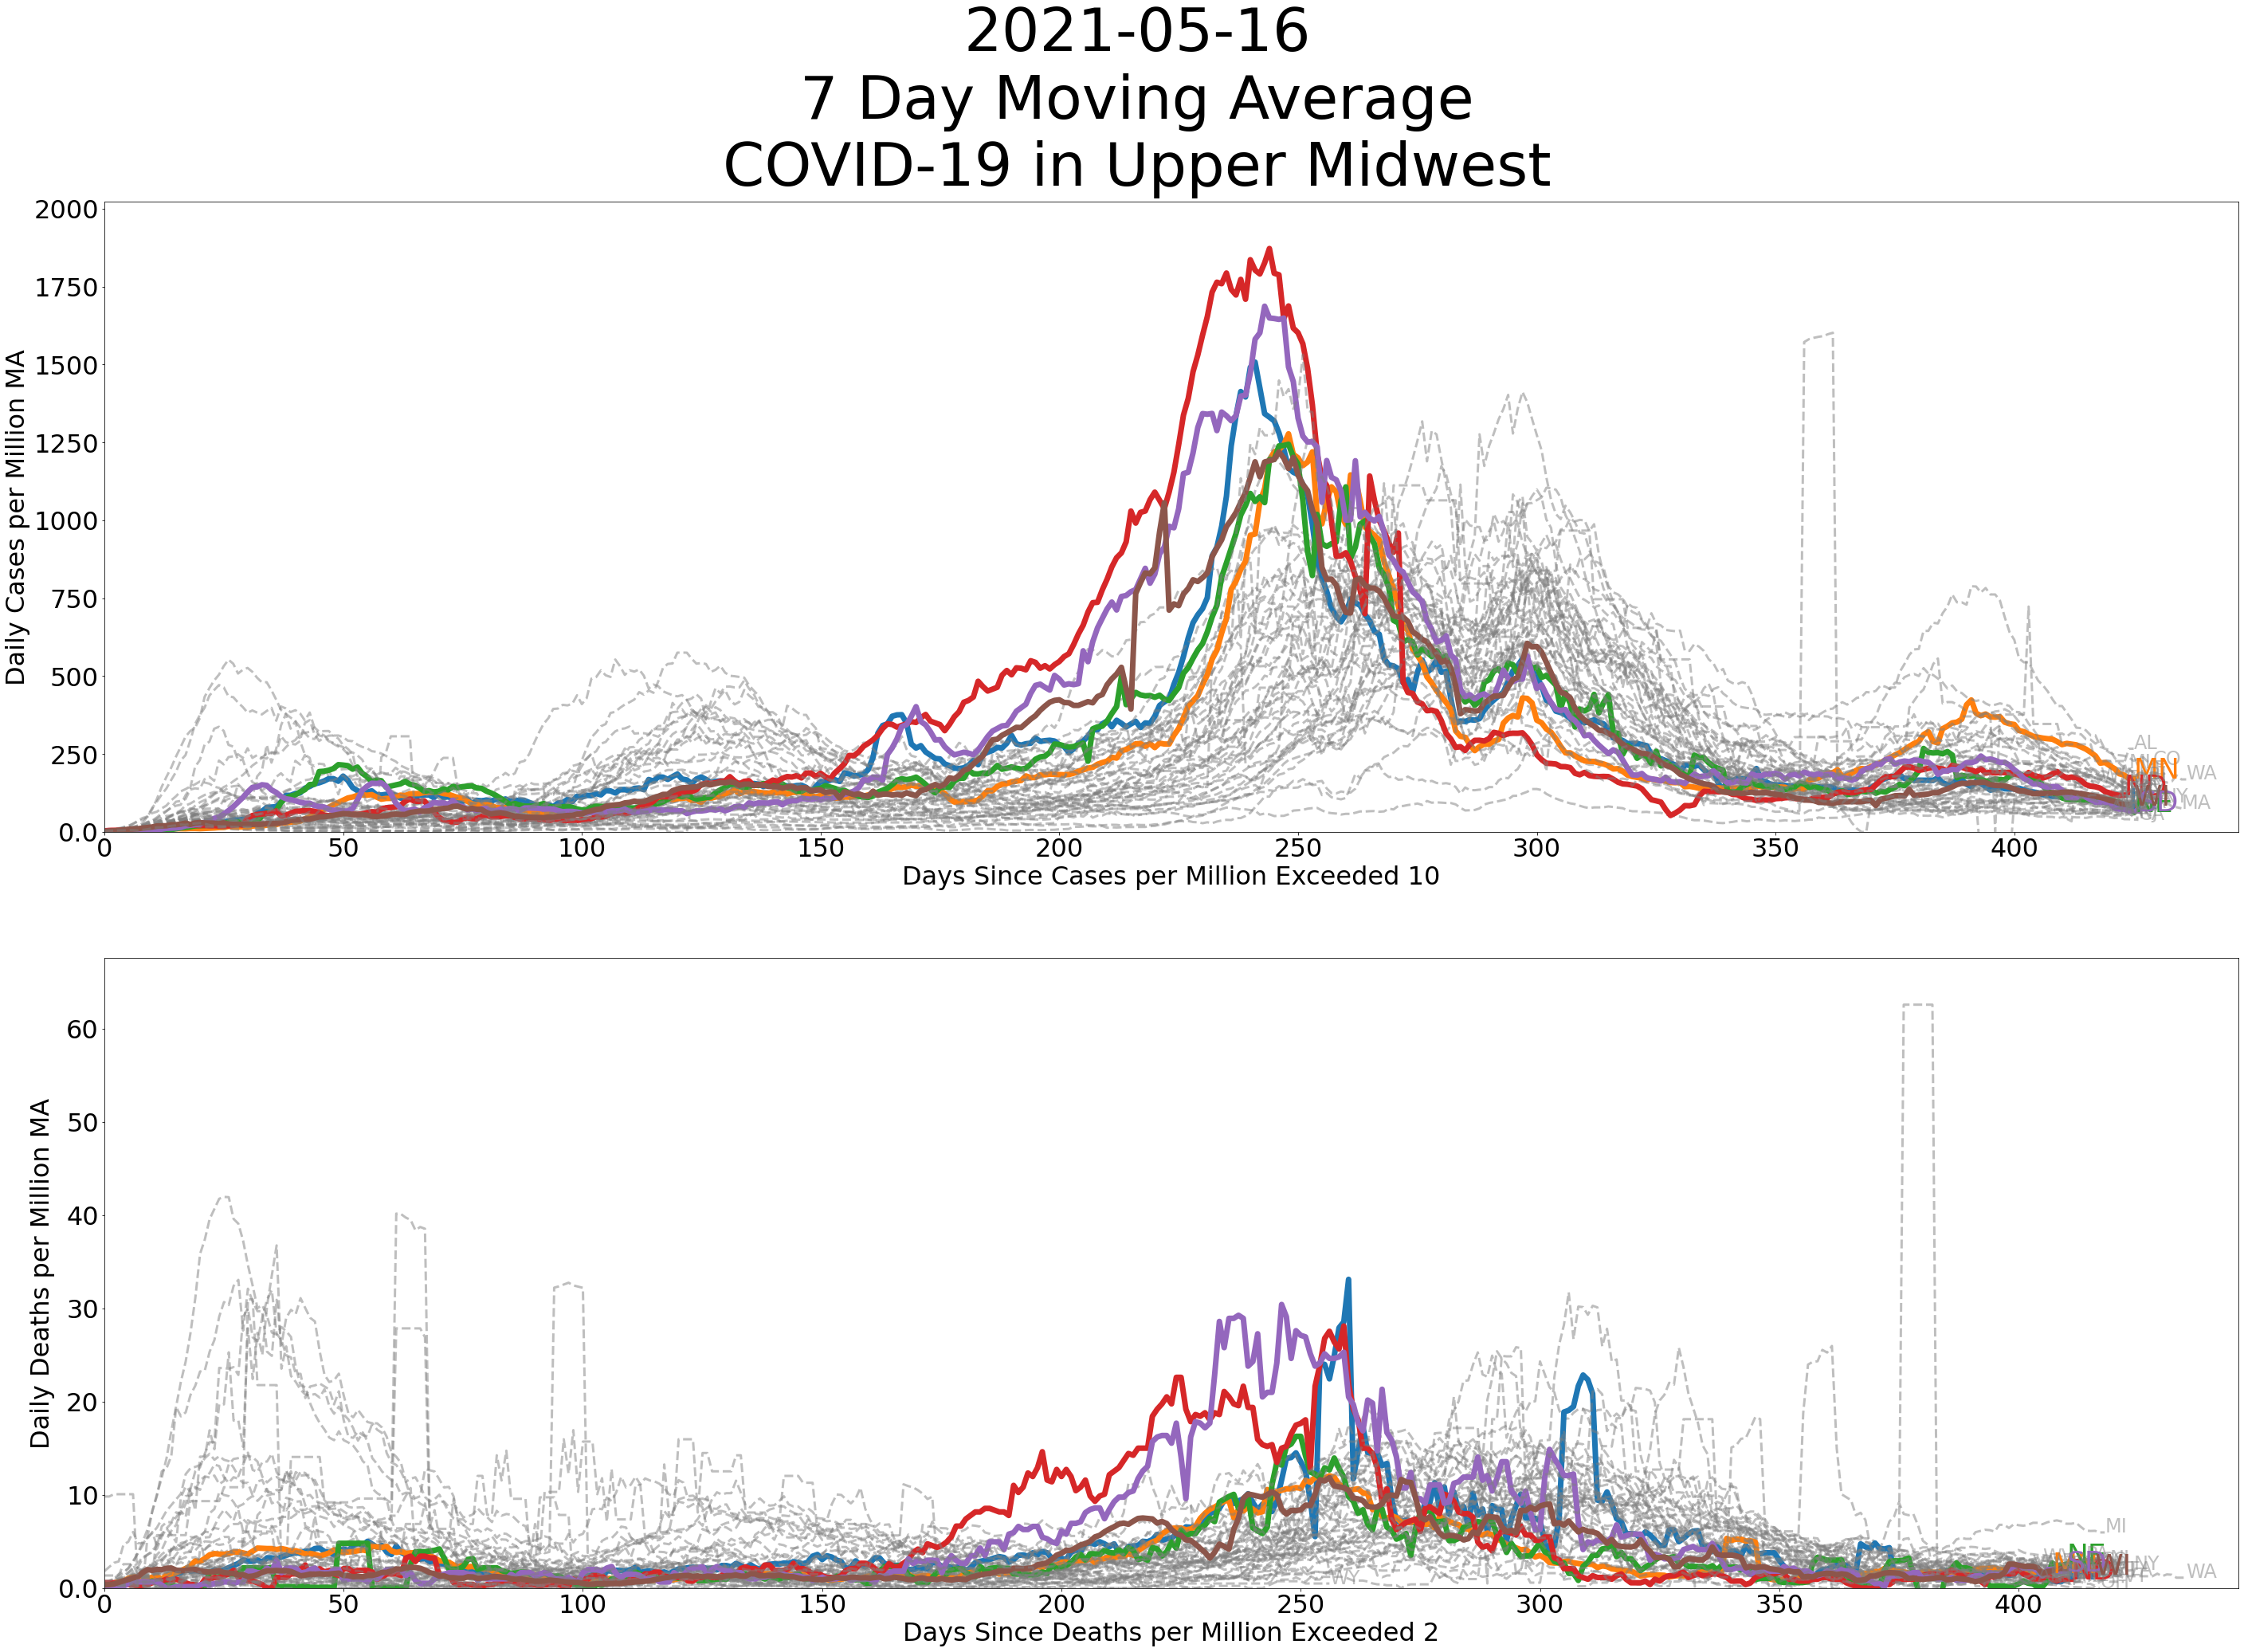 2021-05-16
7 Day Moving Average
COVID-19 in Upper Midwest
2000
1750
1500
1250
1000
750
500
250
0.0
Daily Cases per Million MA
AL
CO
MN
WA
MA
0 50 100 150 200 250 300 350 400
Days Since Cases per Million Exceeded 10
60
50
40
30
20
10
0.0
Daily Deaths per Million MA
MI
NE
WI
NY
WA
0 50 100 150 200 250 300 350 400
Days Since Deaths per Million Exceeded 2